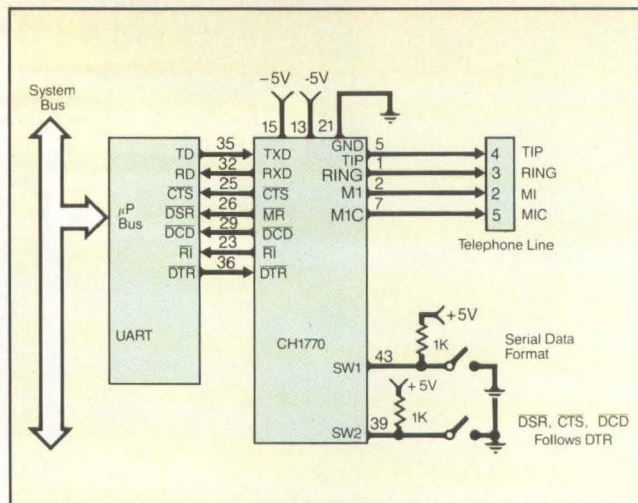 –5V -5V
System
Bus
15 13 21
GND
TD 35 TXD TIP 5 4 TIP
RD 32 RXD RING 1 3 RING
CTS 25 CTS M1 2 2 MI
µP
Bus
DSR 26 MR M1C 7 5 MIC
DCD 29 DCD
Telephone Line
RI 23 RI
DTR 36 DTR
+5V
UART
CH1770
1K
Serial Data
Format
SW1 43
+5V
1K
SW2 39
DSR, CTS, DCD
Follows DTR